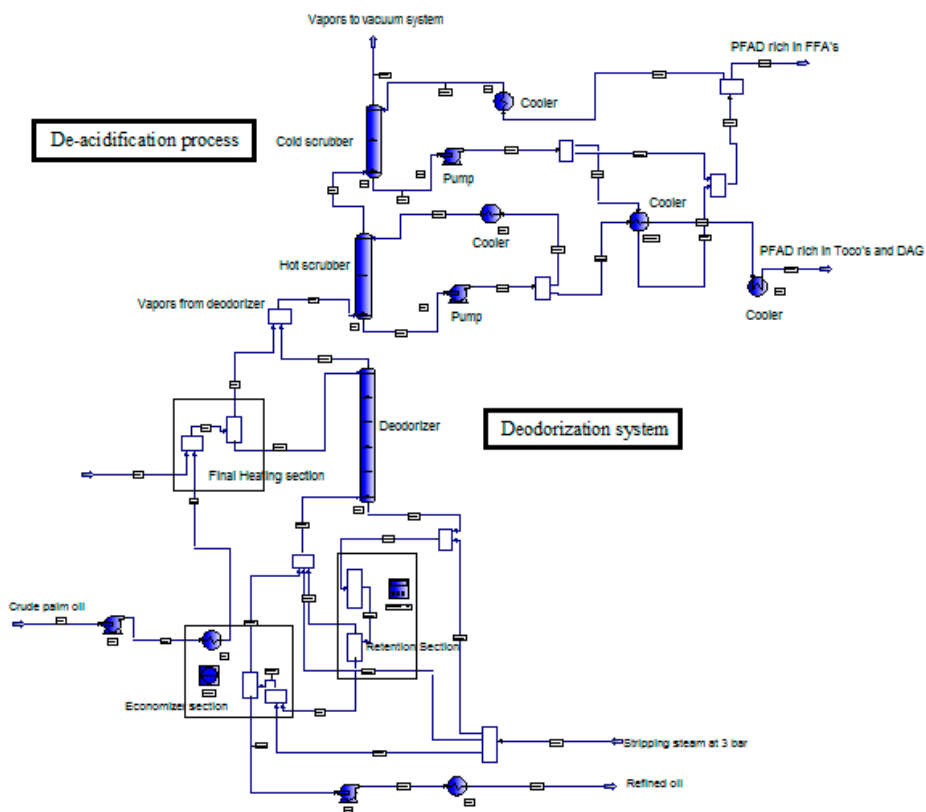 Vapors to vacuum system
PFAD rich in FFA's
Cooler
De-acidification process
Cold scrubber
Pump
Cooler
Cooler
PFAD rich in Toco's and DAG
Hot scrubber
Vapors from deodorizer
Pump
Cooler
Deodorizer
Deodorization system
Final Heating section
Crude palm oil
Retention Section
Economizer section
Stripping steam at 3 bar
Refined oil